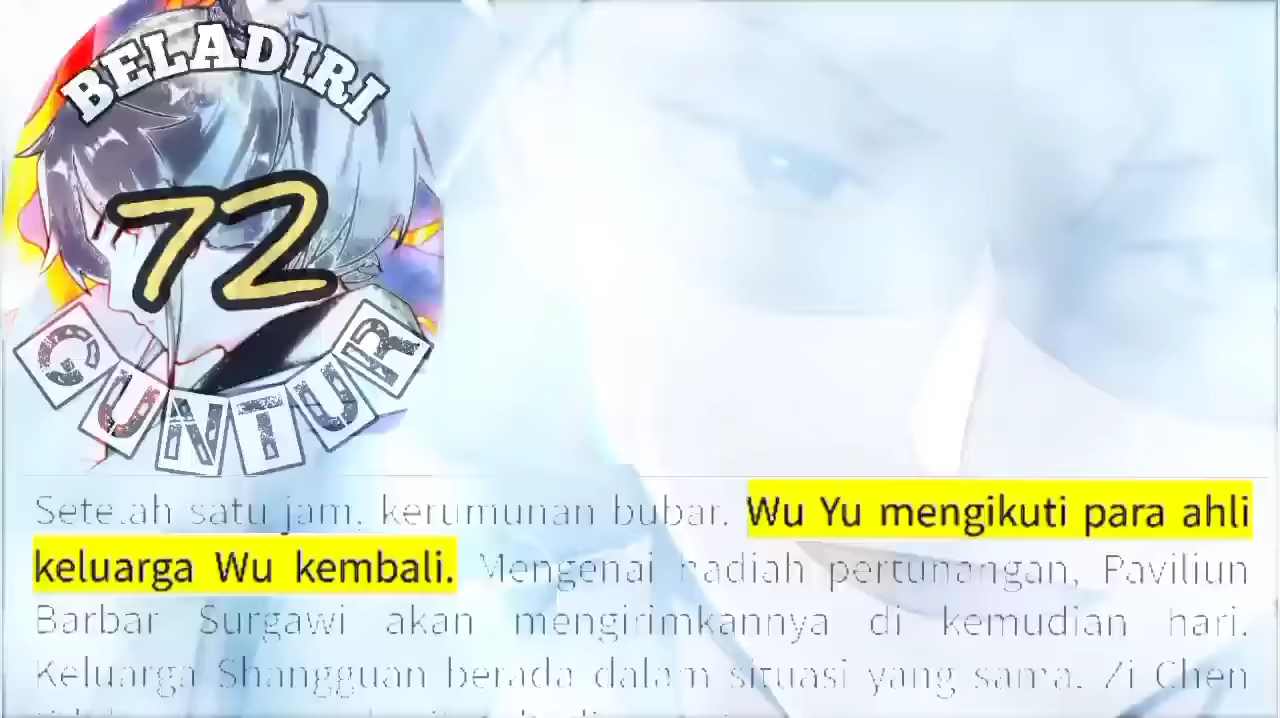 BELADIRI
72
GUNTUR
Setelah satu jam, kerumunan bubar. Wu Yu mengikuti para ahli
keluarga Wu kembali. Mengenai hadiah pertunangan, Paviliun
Barbar Surgawi akan mengirimkannya di kemudian hari.
Keluarga Shangguan berada dalam situasi yang sama. Zi Chen